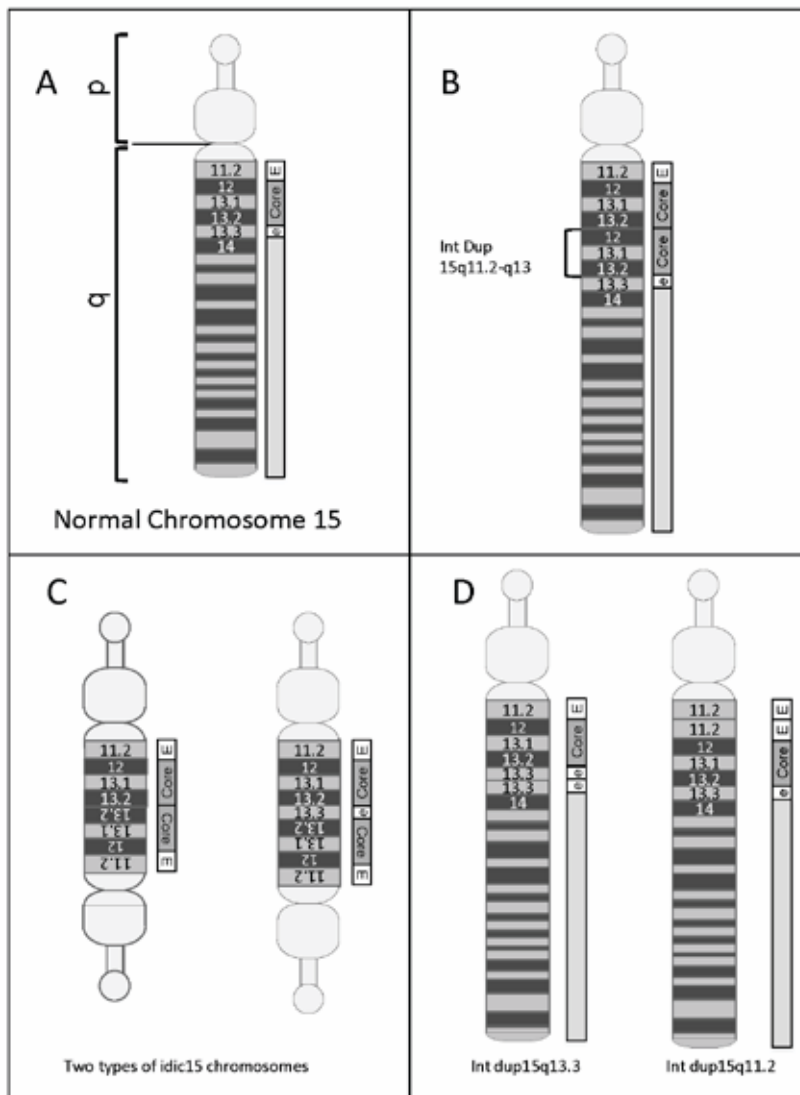 A
p
q
11.2
12
13.1
13.2
13.3
14
E
Core
e
Normal Chromosome 15
B
Int Dup
15q11.2-q13
11.2
12
13.1
13.2
12
13.1
13.2
13.3
14
E
Core
Core
e
C
11.2
12
13.1
13.2
13.2
13.1
12
11.2
E
Core
Core
E
11.2
12
13.1
13.2
13.3
13.2
13.1
12
11.2
E
Core
e
Core
E
Two types of idic15 chromosomes
D
11.2
12
13.1
13.2
13.3
13.3
14
E
Core
e
e
Int dup15q13.3
11.2
11.2
12
13.1
13.2
13.3
14
E
E
Core
e
Int dup15q11.2